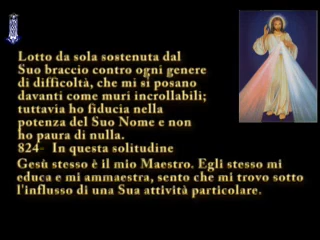 Lotto da sola sostenuta dal
Suo braccio contro ogni genere
di difficoltà, che mi si posano
davanti come muri incrollabili;
tuttavia ho fiducia nella
potenza del Suo Nome e non
ho paura di nulla.
824- In questa solitudine
Gesù stesso è il mio Maestro. Egli stesso mi
educa e mi ammaestra, sento che mi trovo sotto
l'influsso di una Sua attività particolare.